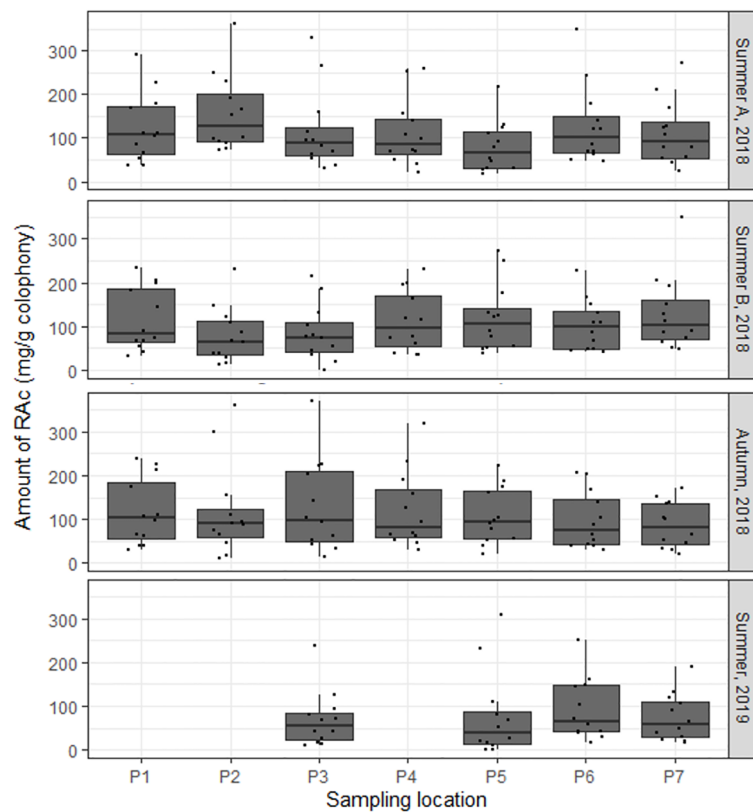 Amount of RAc (mg/g colophony)
300
200
100
0
Summer A, 2018
300
200
100
0
Summer B, 2018
300
200
100
0
Autumn, 2018
300
200
100
0
Summer, 2019
P1 P2 P3 P4 P5 P6 P7
Sampling location